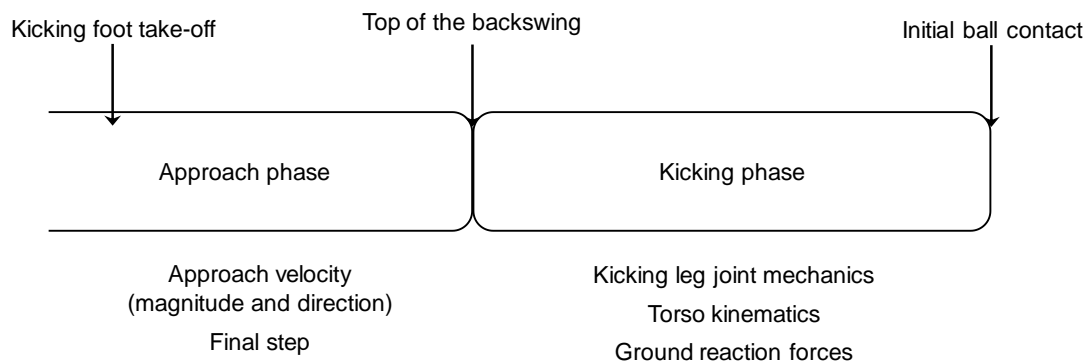 Kicking foot take-off
Top of the backswing
Initial ball contact
Approach phase
Kicking phase
Approach velocity
(magnitude and direction)
Final step
Kicking leg joint mechanics
Torso kinematics
Ground reaction forces